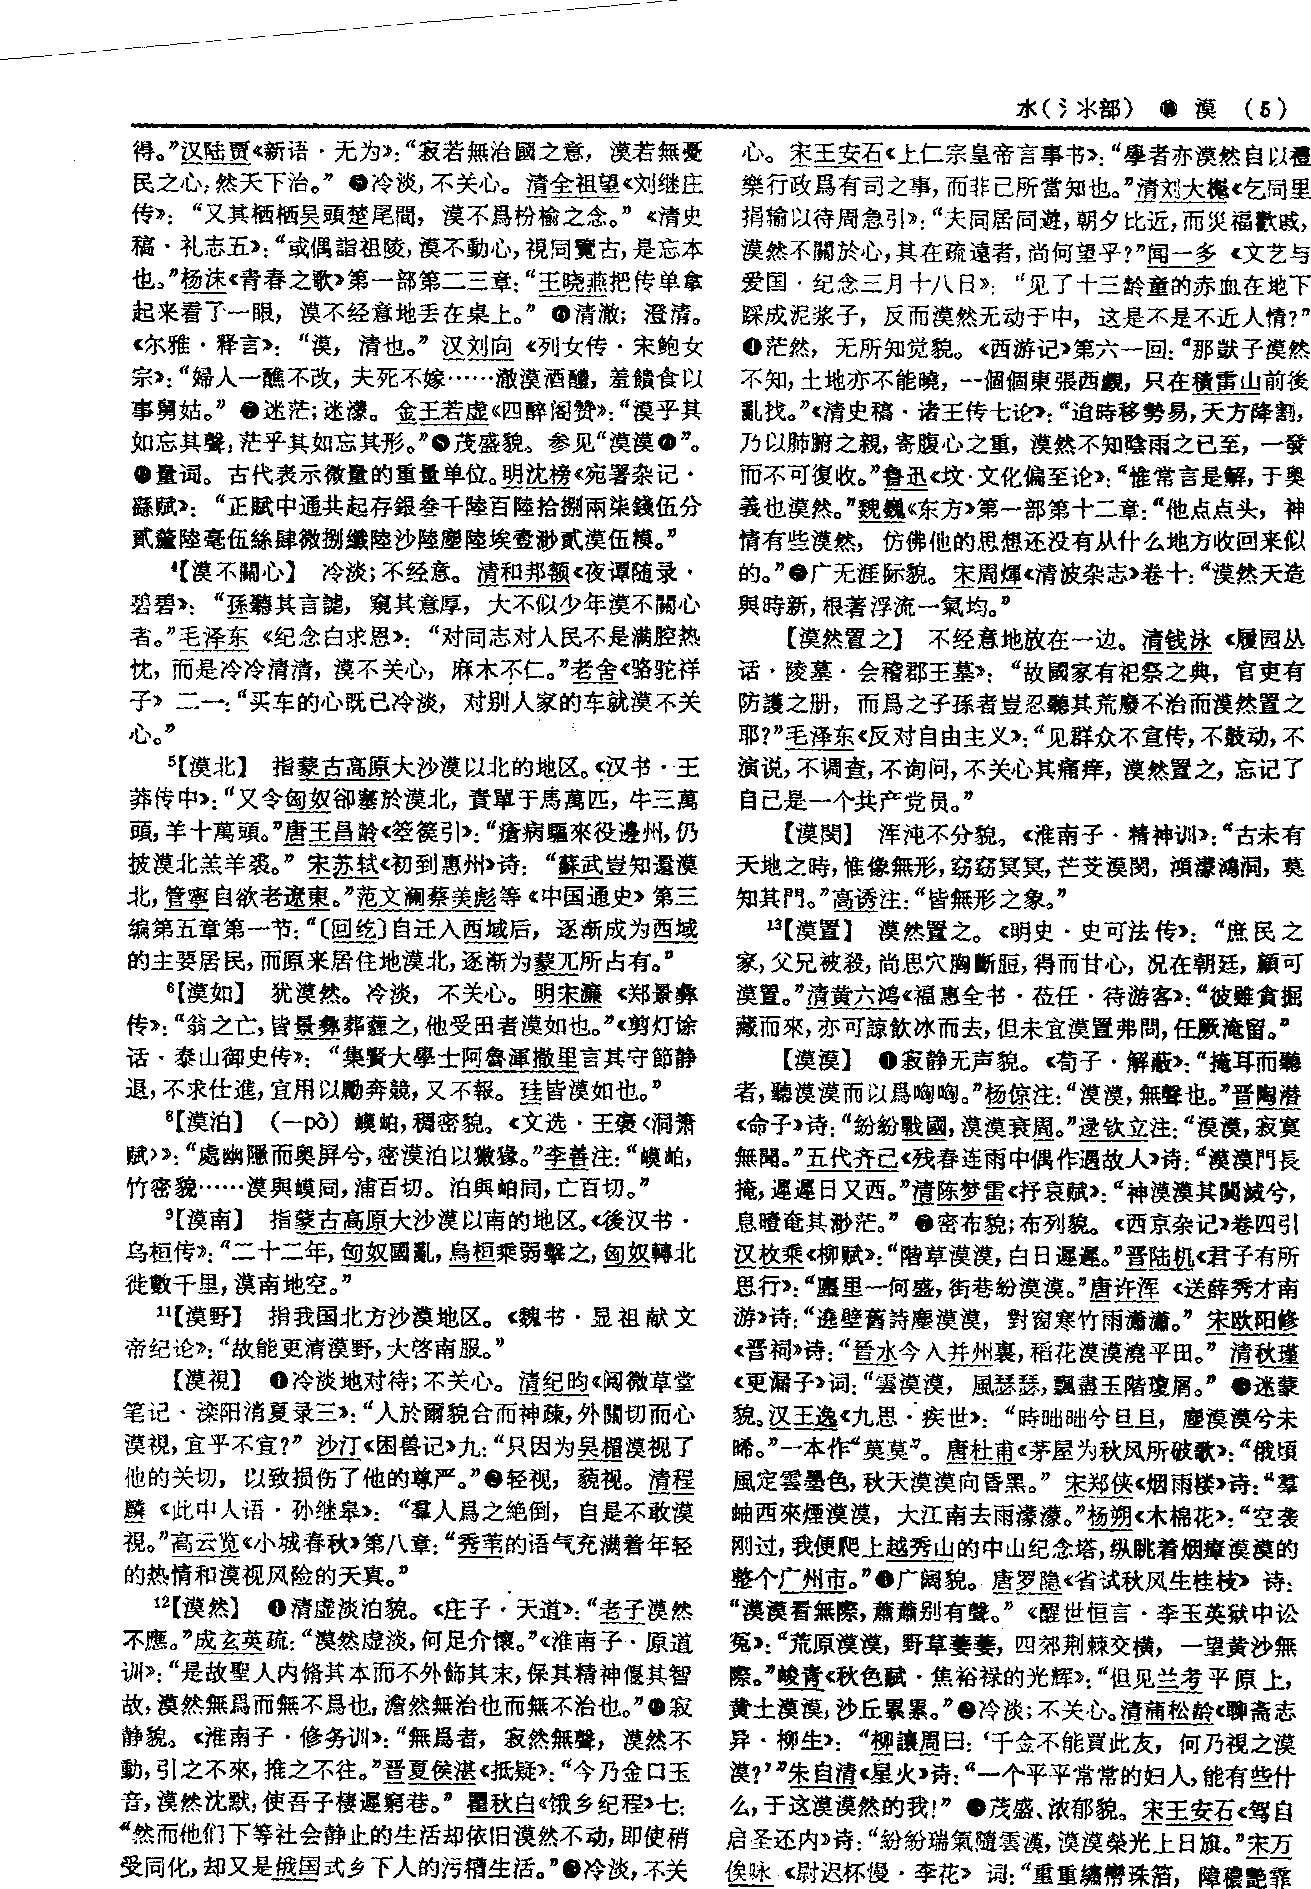 水(氵氺部) 漠 (5)
得。”汉陆贾《新语·无为》：“寂若無治國之意，漠若無憂
民之心，然天下治。” ❺冷淡，不关心。清全祖望《刘继庄
传》：“又其栖栖吴頭楚尾間，漠不爲枌榆之念。”《清史
稿·礼志五》：“或偶詣祖陵，漠不動心，視同覽古，是忘本
也。”杨沫《青春之歌》第一部第二三章：“王晓燕把传单拿
起来看了一眼，漠不经意地丢在桌上。” ❻清澈；澄清。
《尔雅·释言》：“漠，清也。” 汉刘向《列女传·宋鲍女
宗》：“婦人一醮不改，夫死不嫁……澈漠酒醴，羞饋食以
事舅姑。” ❼迷茫；迷濛。金王若虚《四醉阁赞》：“漠乎其
如忘其聲，茫乎其如忘其形。”❽茂盛貌。参见“漠漠❻”。
❾量词。古代表示微量的重量单位。明沈榜《宛署杂记·
繇赋》：“正賦中通共起存銀叁千陸百陸拾捌兩柒錢伍分
貳釐陸毫伍絲肆微捌纖陸沙陸塵陸埃壹渺貳漠伍模。”
4【漠不關心】 冷淡；不经意。清和邦额《夜谭随录·
碧碧》：“孫聽其言謔，窺其意厚，大不似少年漠不關心
者。”毛泽东《纪念白求恩》：“对同志对人民不是满腔热
忱，而是冷冷清清，漠不关心，麻木不仁。”老舍《骆驼祥
子》二一：“买车的心既已冷淡，对别人家的车就漠不关
心。”
5【漠北】 指蒙古高原大沙漠以北的地区。《汉书·王
莽传中》：“又令匈奴卻塞於漠北，責單于馬萬匹，牛三萬
頭，羊十萬頭。”唐王昌龄《箜篌引》：“瘡病驅來役邊州，仍
披漠北羔羊裘。” 宋苏轼《初到惠州》诗：“蘇武豈知還漠
北，管寧自欲老遼東。”范文澜蔡美彪等《中国通史》第三
编第五章第一节：“〔回纥〕自迁入西域后，逐渐成为西域
的主要居民，而原来居住地漠北，逐渐为蒙兀所占有。”
6【漠如】 犹漠然。冷淡，不关心。明宋濂《郑景彝
传》：“翁之亡，皆景彝葬薶之，他受田者漠如也。”《剪灯馀
话·泰山御史传》：“集賢大學士阿魯渾撒里言其守節静
退，不求仕進，宜用以勵奔競，又不報。珪皆漠如也。”
8【漠泊】 (—pò) 嗼㗘，稠密貌。《文选·王褒〈洞箫
赋〉》：“處幽隱而奥屏兮，密漠泊以獥猭。”李善注：“
竹密貌……漠與 同，蒲百切。泊與 同，亡百切。”
9【漠南】 指蒙古高原大沙漠以南的地区。《後汉书·
乌桓传》：“二十二年，匈奴國亂，烏桓乘弱擊之，匈奴轉北
徙數千里，漠南地空。”
11【漠野】 指我国北方沙漠地区。《魏书·显祖献文
帝纪论》：“故能更清漠野，大啓南服。”
【漠視】 ❶冷淡地对待；不关心。清纪昀《阅微草堂
笔记·滦阳消夏录三》：“人於爾貌合而神疎，外關切而心
漠視，宜乎不宜？” 沙汀《困兽记》九：“只因为吴楣漠视了
他的关切，以致损伤了他的尊严。”❷轻视，藐视。清程
麟《此中人语·孙继皋》：“羣人爲之絶倒，自是不敢漠
視。”高云览《小城春秋》第八章：“秀苇的语气充满着年轻
的热情和漠视风险的天真。”
12【漠然】 ❶清虚淡泊貌。《庄子·天道》：“老子漠然
不應。”成玄英疏：“漠然虚淡，何足介懷。”《淮南子·原道
训》：“是故聖人内脩其本而不外飾其末，保其精神偃其智
故，漠然無爲而無不爲也，澹然無治也而無不治也。”❷寂
静貌。《淮南子·修务训》：“無爲者，寂然無聲，漠然不
動，引之不來，推之不往。”晋夏侯湛《抵疑》：“今乃金口玉
音，漠然沈默，使吾子棲遲窮巷。” 瞿秋白《饿乡纪程》七：
“然而他们下等社会静止的生活却依旧漠然不动，即使稍
受同化，却又是俄国式乡下人的污糟生活。”❸冷淡，不关
心。宋王安石《上仁宗皇帝言事书》：“學者亦漠然自以禮
樂行政爲有司之事，而非己所當知也。”清刘大櫆《乞同里
捐输以待周急引》：“夫同居同遊，朝夕比近，而災福歡戚，
漠然不關於心，其在疏遠者，尚何望乎？”闻一多《文艺与
爱国·纪念三月十八日》：“见了十三龄童的赤血在地下
踩成泥浆子，反而漠然无动于中，这是不是不近人情？”
❹茫然，无所知觉貌。《西游记》第六一回：“那獃子漠然
不知，土地亦不能曉，一個個東張西覷，只在積雷山前後
亂找。”《清史稿·诸王传七论》：“迨時移勢易，天方降割，
乃以肺腑之親，寄腹心之重，漠然不知陰雨之已至，一發
而不可復收。”鲁迅《坟·文化偏至论》：“惟常言是解，于奥
義也漠然。”魏巍《东方》第一部第十二章：“他点点头，神
情有些漠然，仿佛他的思想还没有从什么地方收回来似
的。”❺广无涯际貌。宋周煇《清波杂志》卷十：“漠然天造
與時新，根著浮流一氣均。”
【漠然置之】 不经意地放在一边。清钱泳《履园丛
话·陵墓·会稽郡王墓》：“故國家有祀祭之典，官吏有
防護之册，而爲之子孫者豈忍聽其荒廢不治而漠然置之
耶？”毛泽东《反对自由主义》：“见群众不宣传，不鼓动，不
演说，不调查，不询问，不关心其痛痒，漠然置之，忘记了
自己是一个共产党员。”
【漠閔】 浑沌不分貌。《淮南子·精神训》：“古未有
天地之時，惟像無形，窈窈冥冥，芒芠漠閔，澒濛鴻洞，莫
知其門。”高诱注：“皆無形之象。”
13【漠置】 漠然置之。《明史·史可法传》：“庶民之
家，父兄被殺，尚思穴胸斷脰，得而甘心，况在朝廷，顧可
漠置。”清黄六鸿《福惠全书·莅任·待游客》：“彼雖貪掘
藏而來，亦可諒飲冰而去，但未宜漠置弗問，任厥淹留。”
【漠漠】 ❶寂静无声貌。《荀子·解蔽》：“掩耳而聽
者，聽漠漠而以爲哅哅。”杨倞注：“漠漠，無聲也。”晋陶潜
《命子》诗：“紛紛戰國，漠漠衰周。”逯钦立注：“漠漠，寂寞
無聞。”五代齐己《残春连雨中偶作遇故人》诗：“漠漠門長
掩，遲遲日又西。”清陈梦雷《抒哀赋》：“神漠漠其闃滅兮，
息曀奄其渺茫。” ❷密布貌；布列貌。《西京杂记》卷四引
汉枚乘《柳赋》：“階草漠漠，白日遲遲。”晋陆机《君子有所
思行》：“廛里一何盛，街巷紛漠漠。”唐许浑《送薛秀才南
游》诗：“遶壁舊詩塵漠漠，對窗寒竹雨瀟瀟。” 宋欧阳修
《晋祠》诗：“晉水今入并州裏，稻花漠漠澆平田。” 清秋瑾
《更漏子》词：“雲漠漠，風瑟瑟，飄盡玉階瓊屑。” ❸迷蒙
貌。汉王逸《九思·疾世》：“時昢昢兮旦旦，塵漠漠兮未
晞。”一本作“莫莫”。唐杜甫《茅屋为秋风所破歌》：“俄頃
風定雲墨色，秋天漠漠向昏黑。” 宋郑侠《烟雨楼》诗：“羣
岫西來煙漠漠，大江南去雨濛濛。”杨朔《木棉花》：“空袭
刚过，我便爬上越秀山的中山纪念塔，纵眺着烟瘴漠漠的
整个广州市。”❹广阔貌。唐罗隐《省试秋风生桂枝》诗：
“漠漠看無際，蕭蕭别有聲。”《醒世恒言·李玉英狱中讼
冤》：“荒原漠漠，野草萋萋，四郊荆棘交横，一望黄沙無
際。”峻青《秋色赋·焦裕禄的光辉》：“但见兰考平原上，
黄土漠漠，沙丘累累。”❺冷淡；不关心。清蒲松龄《聊斋志
异·柳生》：“柳讓周曰：‘千金不能買此友，何乃視之漠
漠？’”朱自清《星火》诗：“一个平平常常的妇人，能有些什
么，于这漠漠然的我！” ❻茂盛、浓郁貌。宋王安石《驾自
启圣还内》诗：“紛紛瑞氣隨雲漢，漠漠榮光上日旗。”宋万
俟咏《尉迟杯慢·李花》词：“重重繡帟珠箔，障穠艷霏